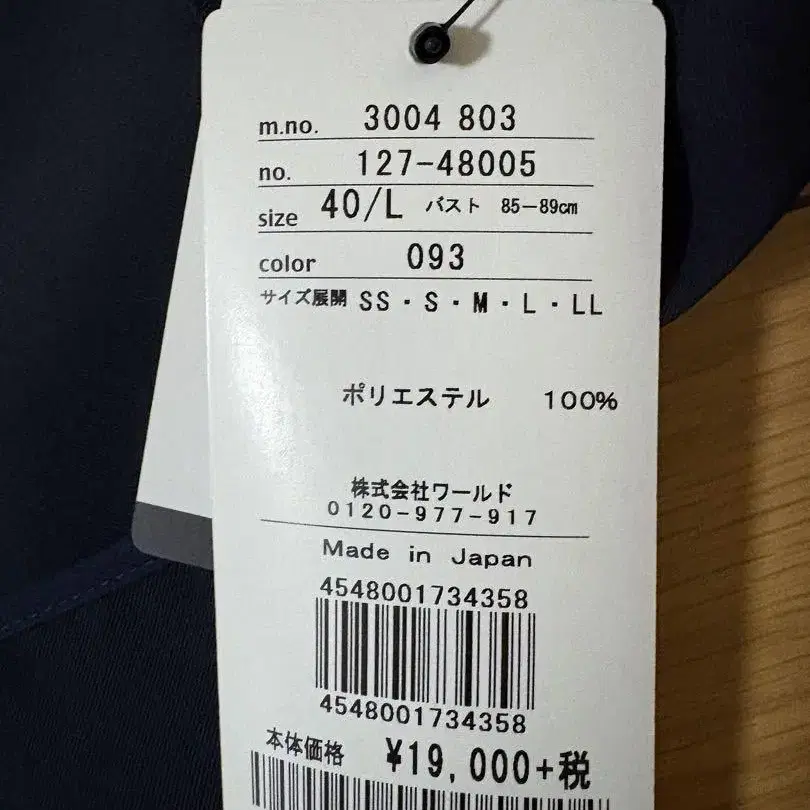 m.no. 3004 803
no. 127-48005
size 40/L バスト 85-89cm
color 093
サイズ展開 SS・S・M・L・LL
ポリエステル 100%
株式会社ワールド
0120-977-917
Made in Japan
4548001734358
4548001734358
本体価格 ¥19,000+税